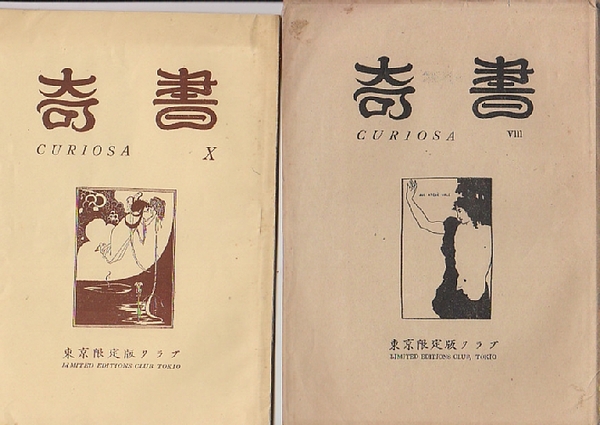 奇書
CURIOSA X
東京限定版クラブ
LIMITED EDITIONS CLUB TOKIO
奇書
CURIOSA VIII
東京限定版クラブ
LIMITED EDITIONS CLUB, TOKIO